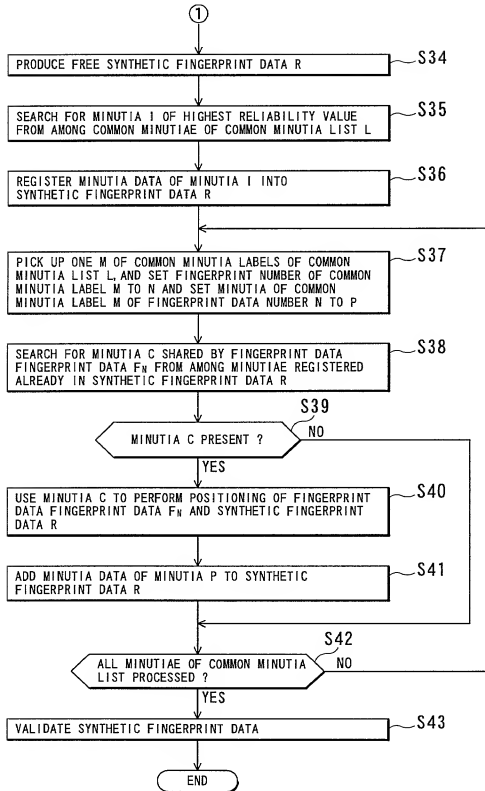 1
PRODUCE FREE SYNTHETIC FINGERPRINT DATA R
S34
SEARCH FOR MINUTIA I OF HIGHEST RELIABILITY VALUE
FROM AMONG COMMON MINUTIAE OF COMMON MINUTIA LIST L
S35
REGISTER MINUTIA DATA OF MINUTIA I INTO
SYNTHETIC FINGERPRINT DATA R
S36
PICK UP ONE M OF COMMON MINUTIA LABELS OF COMMON
MINUTIA LIST L, AND SET FINGERPRINT NUMBER OF COMMON
MINUTIA LABEL M TO N AND SET MINUTIA OF COMMON
MINUTIA LABEL M OF FINGERPRINT DATA NUMBER N TO P
S37
SEARCH FOR MINUTIA C SHARED BY FINGERPRINT DATA
FINGERPRINT DATA FN FROM AMONG MINUTIAE REGISTERED
ALREADY IN SYNTHETIC FINGERPRINT DATA R
S38
S39
MINUTIA C PRESENT ?
NO
YES
USE MINUTIA C TO PERFORM POSITIONING OF FINGERPRINT
DATA FINGERPRINT DATA FN AND SYNTHETIC FINGERPRINT
DATA R
S40
ADD MINUTIA DATA OF MINUTIA P TO SYNTHETIC
FINGERPRINT DATA R
S41
S42
ALL MINUTIAE OF COMMON MINUTIA
LIST PROCESSED ?
NO
YES
VALIDATE SYNTHETIC FINGERPRINT DATA
S43
END